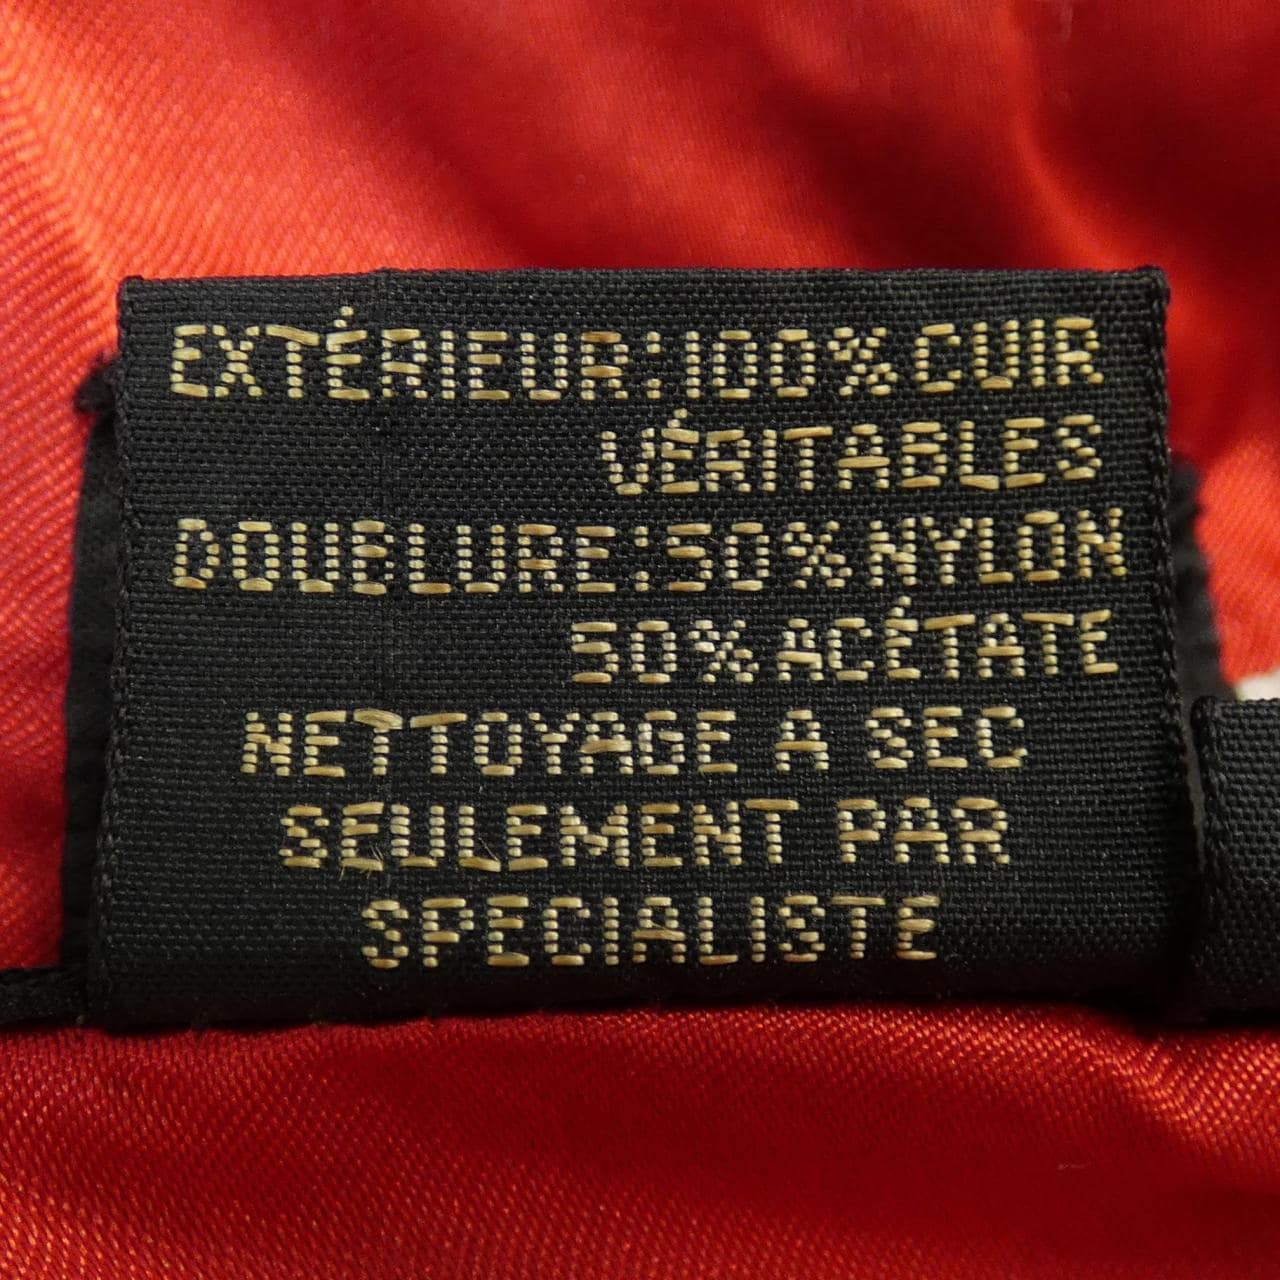 EXTÉRIEUR:100%CUIR
VÉRITABLES
DOUBLURE:50%NYLON
50%ACÉTATE
NETTOYAGE A SEC
SEULEMENT PAR
SPECIALISTE